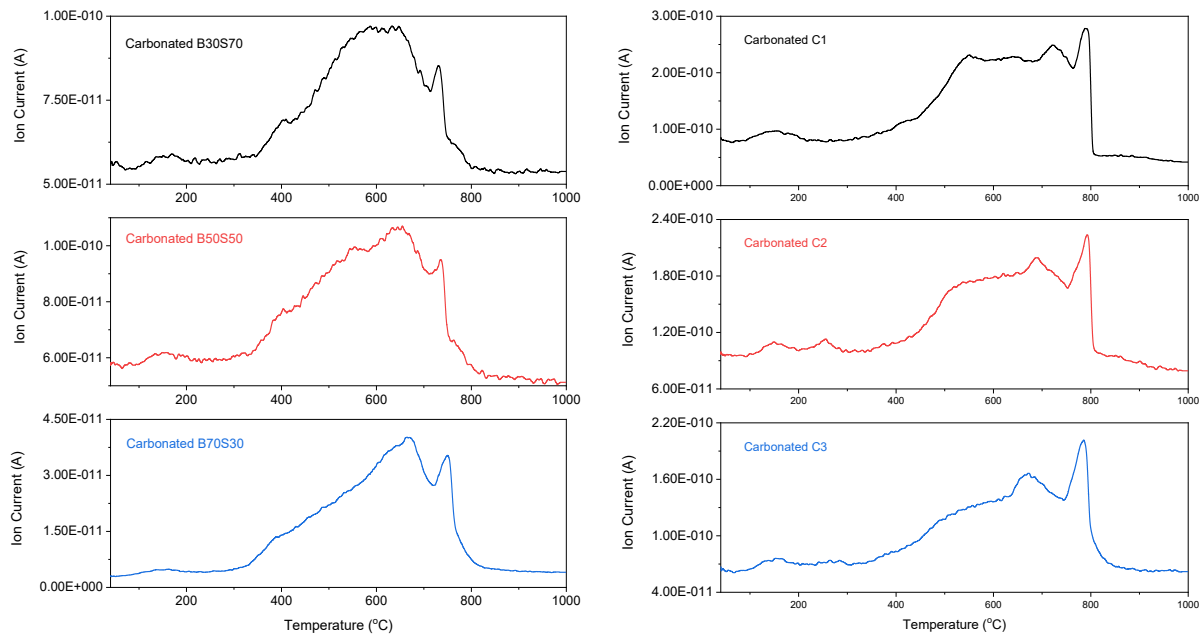 1.00E-010
7.50E-011
5.00E-011
Ion Current (A)
Carbonated B30S70
200 400 600 800 1000
1.00E-010
8.00E-011
6.00E-011
Ion Current (A)
Carbonated B50S50
200 400 600 800 1000
4.50E-011
3.00E-011
1.50E-011
0.00E+000
Ion Current (A)
Carbonated B70S30
200 400 600 800 1000
Temperature (°C)
3.00E-010
2.00E-010
1.00E-010
0.00E+000
Ion Current (A)
Carbonated C1
200 400 600 800 1000
2.40E-010
1.80E-010
1.20E-010
6.00E-011
Ion Current (A)
Carbonated C2
200 400 600 800 1000
2.20E-010
1.60E-010
1.00E-010
4.00E-011
Ion Current (A)
Carbonated C3
200 400 600 800 1000
Temperature (°C)